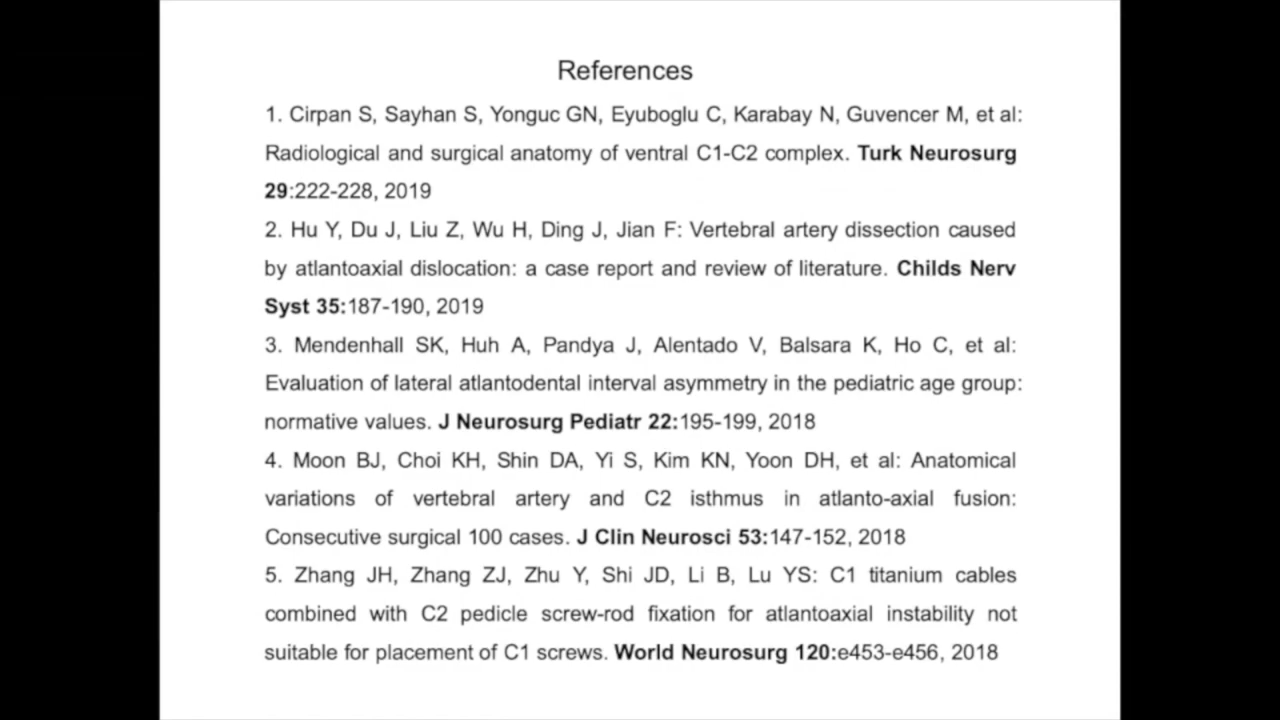 References
1. Cirpan S, Sayhan S, Yonguc GN, Eyuboglu C, Karabay N, Guvencer M, et al:
Radiological and surgical anatomy of ventral C1-C2 complex. Turk Neurosurg
29:222-228, 2019
2. Hu Y, Du J, Liu Z, Wu H, Ding J, Jian F: Vertebral artery dissection caused
by atlantoaxial dislocation: a case report and review of literature. Childs Nerv
Syst 35:187-190, 2019
3. Mendenhall SK, Huh A, Pandya J, Alentado V, Balsara K, Ho C, et al:
Evaluation of lateral atlantodental interval asymmetry in the pediatric age group:
normative values. J Neurosurg Pediatr 22:195-199, 2018
4. Moon BJ, Choi KH, Shin DA, Yi S, Kim KN, Yoon DH, et al: Anatomical
variations of vertebral artery and C2 isthmus in atlanto-axial fusion:
Consecutive surgical 100 cases. J Clin Neurosci 53:147-152, 2018
5. Zhang JH, Zhang ZJ, Zhu Y, Shi JD, Li B, Lu YS: C1 titanium cables
combined with C2 pedicle screw-rod fixation for atlantoaxial instability not
suitable for placement of C1 screws. World Neurosurg 120:e453-e456, 2018